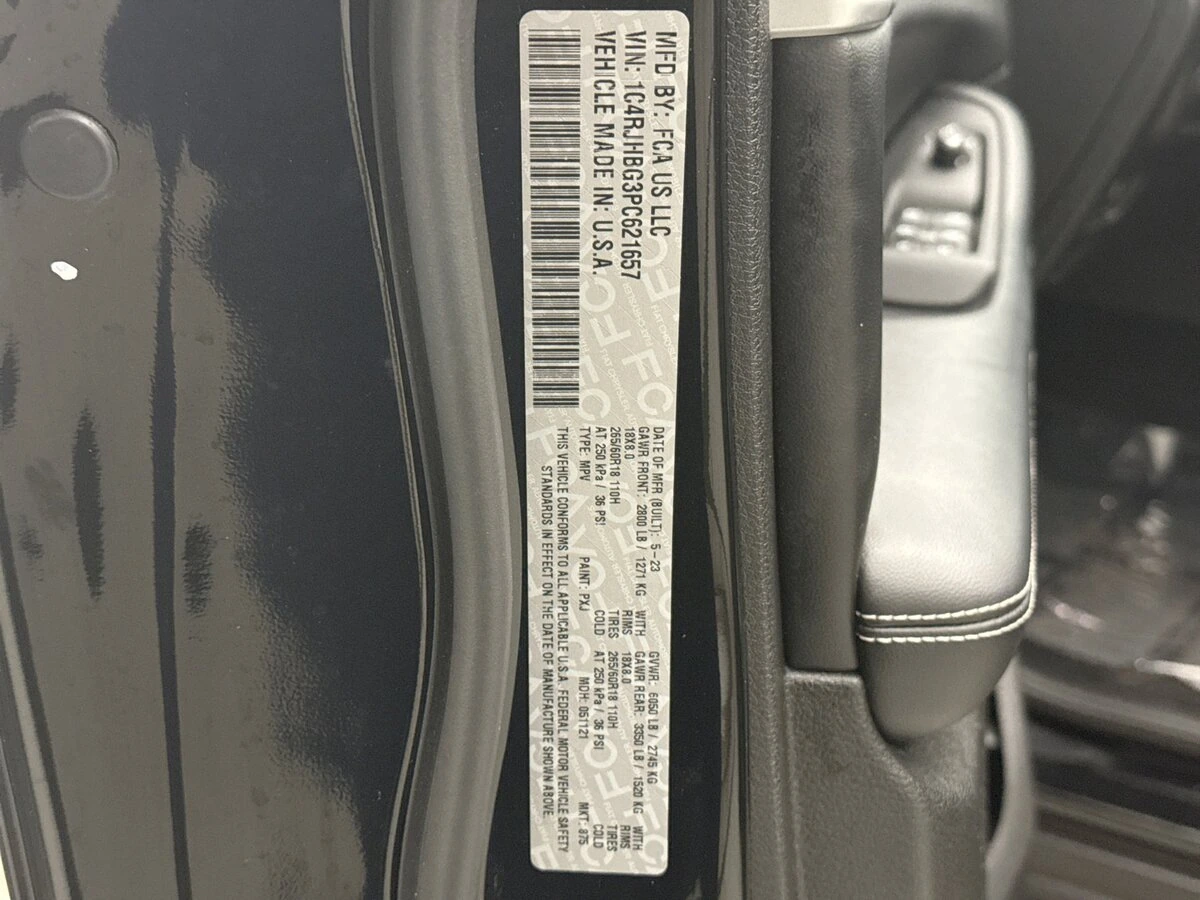 MFD BY: FCA US LLC
VIN: 1C4RJHBG3PC621657
VEHICLE MADE IN: U.S.A.
DATE OF MFR (BUILT): 5-23 GVWR: 6050 LB / 2745 KG
GAWR FRONT: 2800 LB / 1271 KG WITH GAWR REAR: 3350 LB / 1520 KG WITH
18X8.0 RIMS 18X8.0 RIMS
265/60R18 110H TIRES 265/60R18 110H TIRES
AT 250 kPa / 36 PSI COLD AT 250 kPa / 36 PSI COLD
TYPE: MPV PAINT: PXJ MDH: 051121 MKT: 875
THIS VEHICLE CONFORMS TO ALL APPLICABLE U.S.A. FEDERAL MOTOR VEHICLE SAFETY
STANDARDS IN EFFECT ON THE DATE OF MANUFACTURE SHOWN ABOVE.